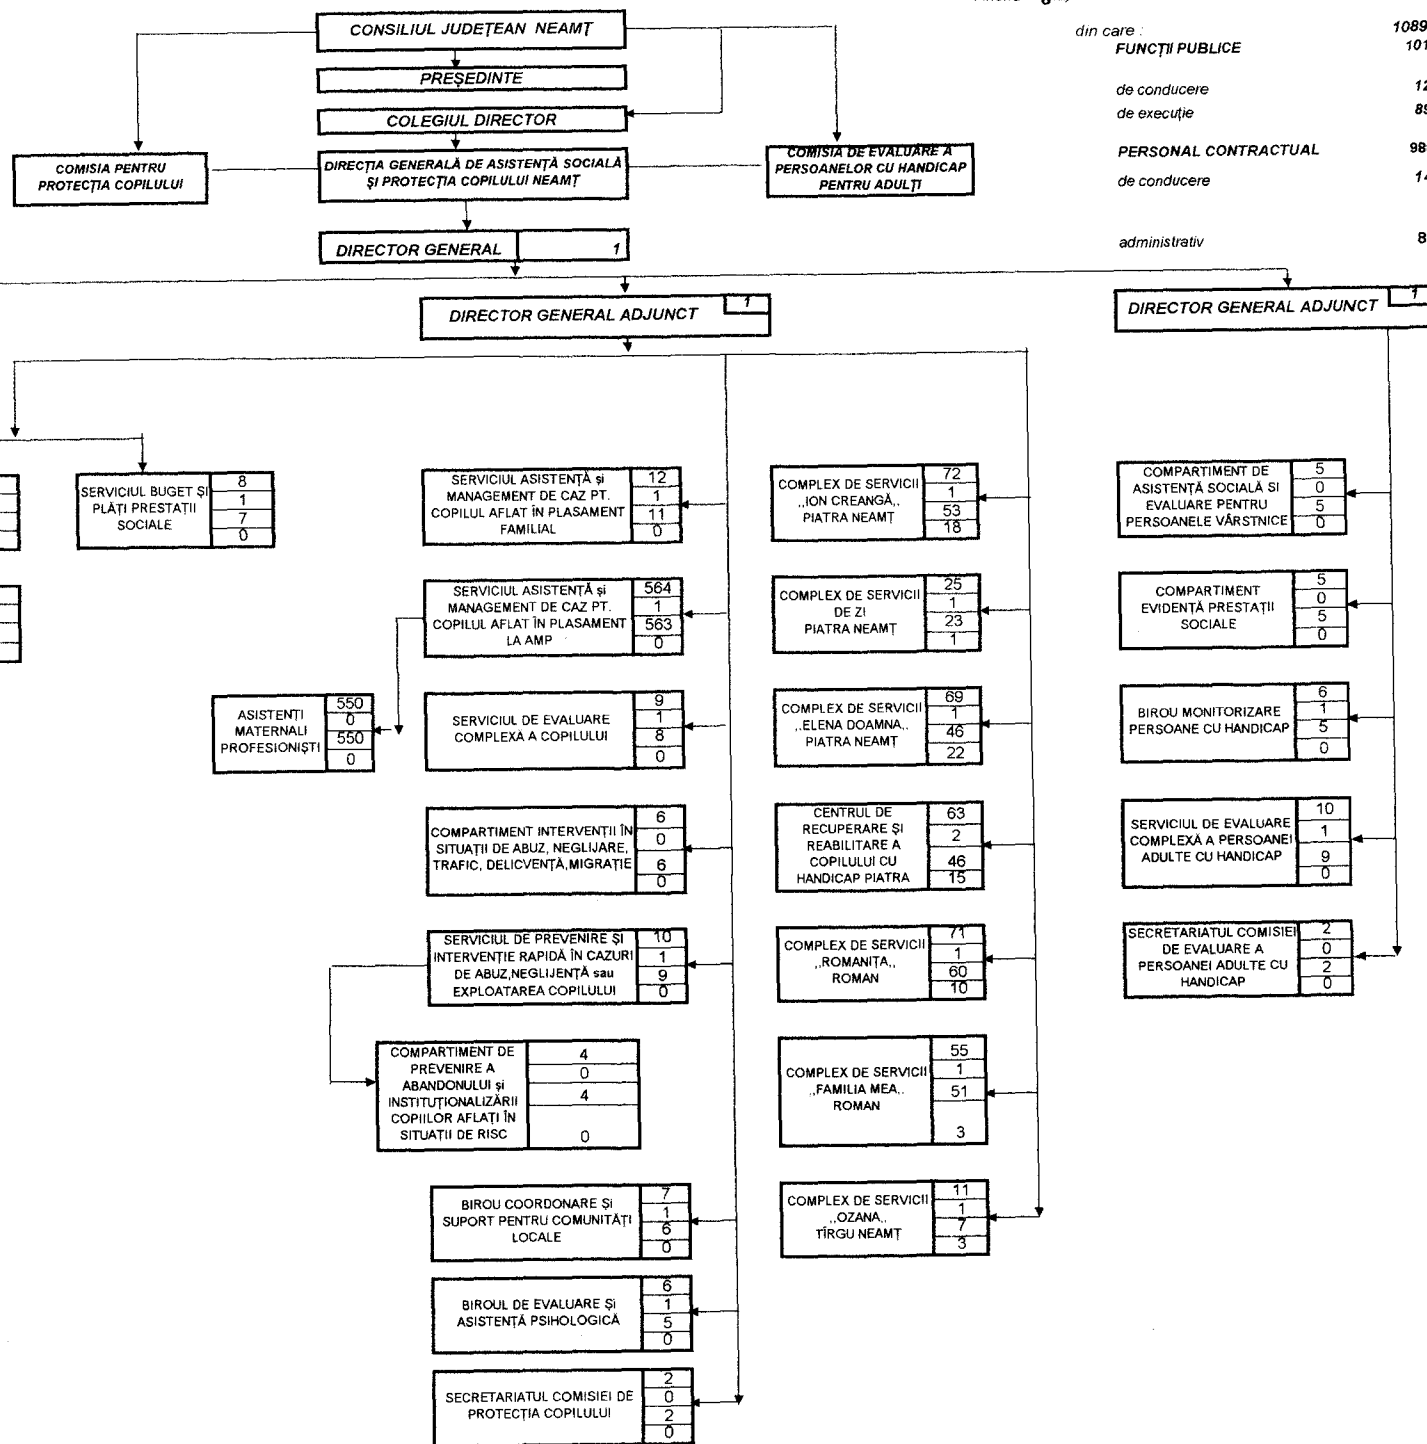 CONSILIUL JUDEȚEAN NEAMȚ
PREȘEDINTE
COLEGIUL DIRECTOR
COMISIA PENTRU
PROTECȚIA COPILULUI
DIRECȚIA GENERALĂ DE ASISTENȚĂ SOCIALĂ
ȘI PROTECȚIA COPILULUI NEAMȚ
COMISIA DE EVALUARE A
PERSOANELOR CU HANDICAP
PENTRU ADULȚI
DIRECTOR GENERAL 1
din care : 1089
FUNCȚII PUBLICE 101
de conducere 12
de execuție 89
PERSONAL CONTRACTUAL 98
de conducere 14
administrativ 8
DIRECTOR GENERAL ADJUNCT 1
DIRECTOR GENERAL ADJUNCT 1
SERVICIUL BUGET ȘI
PLĂȚI PRESTAȚII
SOCIALE
8
1
7
0
SERVICIUL ASISTENȚĂ și
MANAGEMENT DE CAZ PT.
COPILUL AFLAT ÎN PLASAMENT
FAMILIAL
12
1
11
0
SERVICIUL ASISTENȚĂ și
MANAGEMENT DE CAZ PT.
COPILUL AFLAT ÎN PLASAMENT
LA AMP
564
1
563
0
ASISTENȚI
MATERNALI
PROFESIONIȘTI
550
0
550
0
SERVICIUL DE EVALUARE
COMPLEXĂ A COPILULUI
9
1
8
0
COMPARTIMENT INTERVENȚII ÎN
SITUAȚII DE ABUZ, NEGLIJARE,
TRAFIC, DELICVENȚĂ,MIGRAȚIE
6
0
6
0
SERVICIUL DE PREVENIRE ȘI
INTERVENȚIE RAPIDĂ ÎN CAZURI
DE ABUZ,NEGLIJENȚĂ sau
EXPLOATAREA COPILULUI
10
1
9
0
COMPARTIMENT DE
PREVENIRE A
ABANDONULUI și
INSTITUȚIONALIZĂRII
COPIILOR AFLAȚI ÎN
SITUAȚII DE RISC
4
0
4
0
BIROU COORDONARE ȘI
SUPORT PENTRU COMUNITĂȚI
LOCALE
7
1
6
0
BIROUL DE EVALUARE ȘI
ASISTENȚĂ PSIHOLOGICĂ
6
1
5
0
SECRETARIATUL COMISIEI DE
PROTECȚIA COPILULUI
2
0
2
0
COMPLEX DE SERVICII
,,ION CREANGĂ,,
PIATRA NEAMȚ
72
1
53
18
COMPLEX DE SERVICII
DE ZI
PIATRA NEAMȚ
25
1
23
1
COMPLEX DE SERVICII
,,ELENA DOAMNA,,
PIATRA NEAMȚ
69
1
46
22
CENTRUL DE
RECUPERARE ȘI
REABILITARE A
COPILULUI CU
HANDICAP PIATRA
63
2
46
15
COMPLEX DE SERVICII
,,ROMANIȚA,,
ROMAN
71
1
60
10
COMPLEX DE SERVICII
,,FAMILIA MEA,,
ROMAN
55
1
51
3
COMPLEX DE SERVICII
,,OZANA,,
TÎRGU NEAMȚ
11
1
7
3
COMPARTIMENT DE
ASISTENȚĂ SOCIALĂ SI
EVALUARE PENTRU
PERSOANELE VÂRSTNICE
5
0
5
0
COMPARTIMENT
EVIDENȚĂ PRESTAȚII
SOCIALE
5
0
5
0
BIROU MONITORIZARE
PERSOANE CU HANDICAP
6
1
5
0
SERVICIUL DE EVALUARE
COMPLEXĂ A PERSOANEI
ADULTE CU HANDICAP
10
1
9
0
SECRETARIATUL COMISIEI
DE EVALUARE A
PERSOANEI ADULTE CU
HANDICAP
2
0
2
0